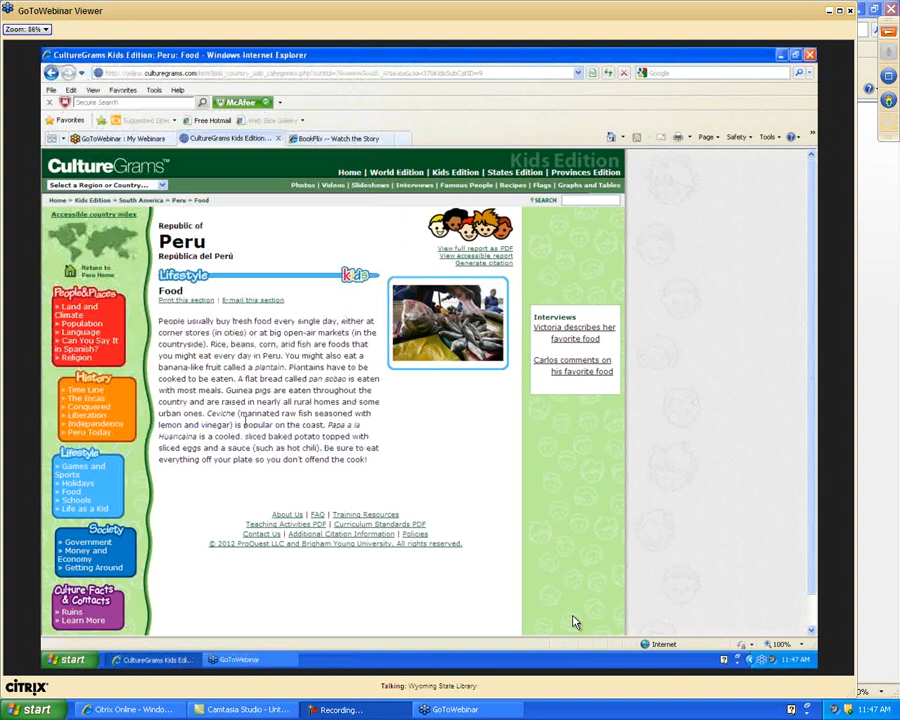 GoToWebinar Viewer
Zoom: 86%
CultureGrams Kids Edition: Peru: Food - Windows Internet Explorer
Google
File Edit View Favorites Tools Help
Secure Search McAfee
Favorites Suggested Sites Free Hotmail Web Slice Gallery
GoToWebinar : My Webinars CultureGrams Kids Edition... BookFlix -- Watch the Story Page Safety Tools
CultureGrams™ Kids Edition
Home | World Edition | Kids Edition | States Edition | Provinces Edition
Select a Region or Country...
Photos | Videos | Slideshows | Interviews | Famous People | Recipes | Flags | Graphs and Tables
Home » Kids Edition » South America » Peru » Food
SEARCH
Accessible country index
Return to
Peru Home
People&Places
» Land and
Climate
» Population
» Language
» Can You Say It
in Spanish?
» Religion
History
» Time Line
» The Incas
» Conquered
» Liberation
» Independence
» Peru Today
Lifestyle
» Games and
Sports
» Holidays
» Food
» Schools
» Life as a Kid
Society
» Government
» Money and
Economy
» Getting Around
Culture Facts
& Contacts
» Ruins
» Learn More
Republic of
Peru
República del Perú
View full report as PDF
View accessible report
Generate citation
Lifestyle kids
Food
Print this section | E-mail this section
People usually buy fresh food every single day, either at
corner stores (in cities) or at big open-air markets (in the
countryside). Rice, beans, corn, and fish are foods that
you might eat every day in Peru. You might also eat a
banana-like fruit called a plantain. Plantains have to be
cooked to be eaten. A flat bread called pan sobao is eaten
with most meals. Guinea pigs are eaten throughout the
country and are raised in nearly all rural homes and some
urban ones. Ceviche (marinated raw fish seasoned with
lemon and vinegar) is popular on the coast. Papa a la
Huancaína is a cooled, sliced baked potato topped with
sliced eggs and a sauce (such as hot chili). Be sure to eat
everything off your plate so you don't offend the cook!
Interviews
Victoria describes her
favorite food
Carlos comments on
his favorite food
About Us | FAQ | Training Resources
Teaching Activities PDF | Curriculum Standards PDF
Contact Us | Additional Citation Information | Policies
© 2012 ProQuest LLC and Brigham Young University. All rights reserved.
Internet 100%
start CultureGrams Kids Edi... GoToWebinar 11:47 AM
CITRIX Talking: Wyoming State Library
start Citrix Online - Windo... Camtasia Studio - Unt... Recording... GoToWebinar 11:47 AM